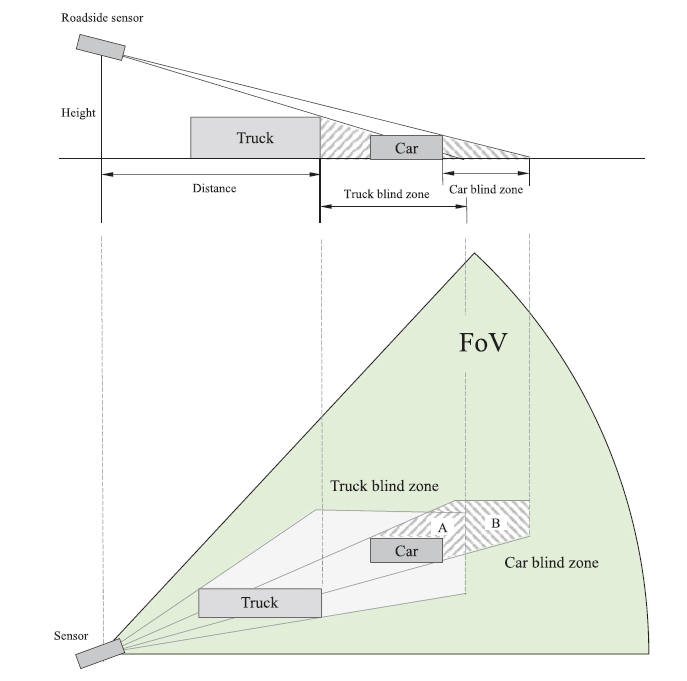 Roadside sensor
Height
Truck
Car
Distance
Truck blind zone
Car blind zone
FoV
Truck blind zone
A
B
Car
Car blind zone
Truck
Sensor